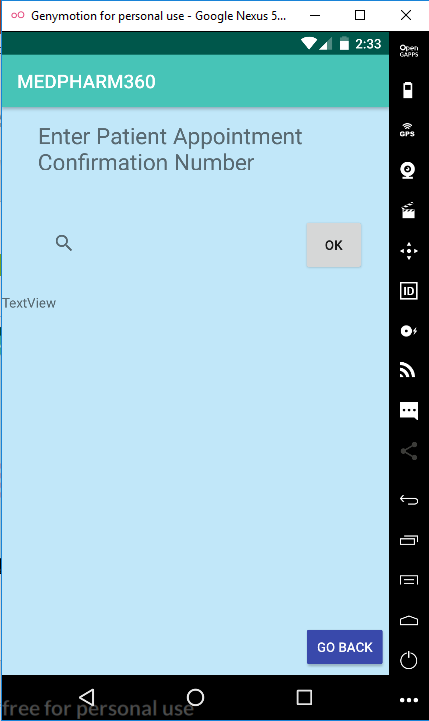 Genymotion for personal use - Google Nexus 5...
2:33
Open
GAPPS
MEDPHARM360
GPS
Enter Patient Appointment
Confirmation Number
OK
ID
TextView
GO BACK
free for personal use